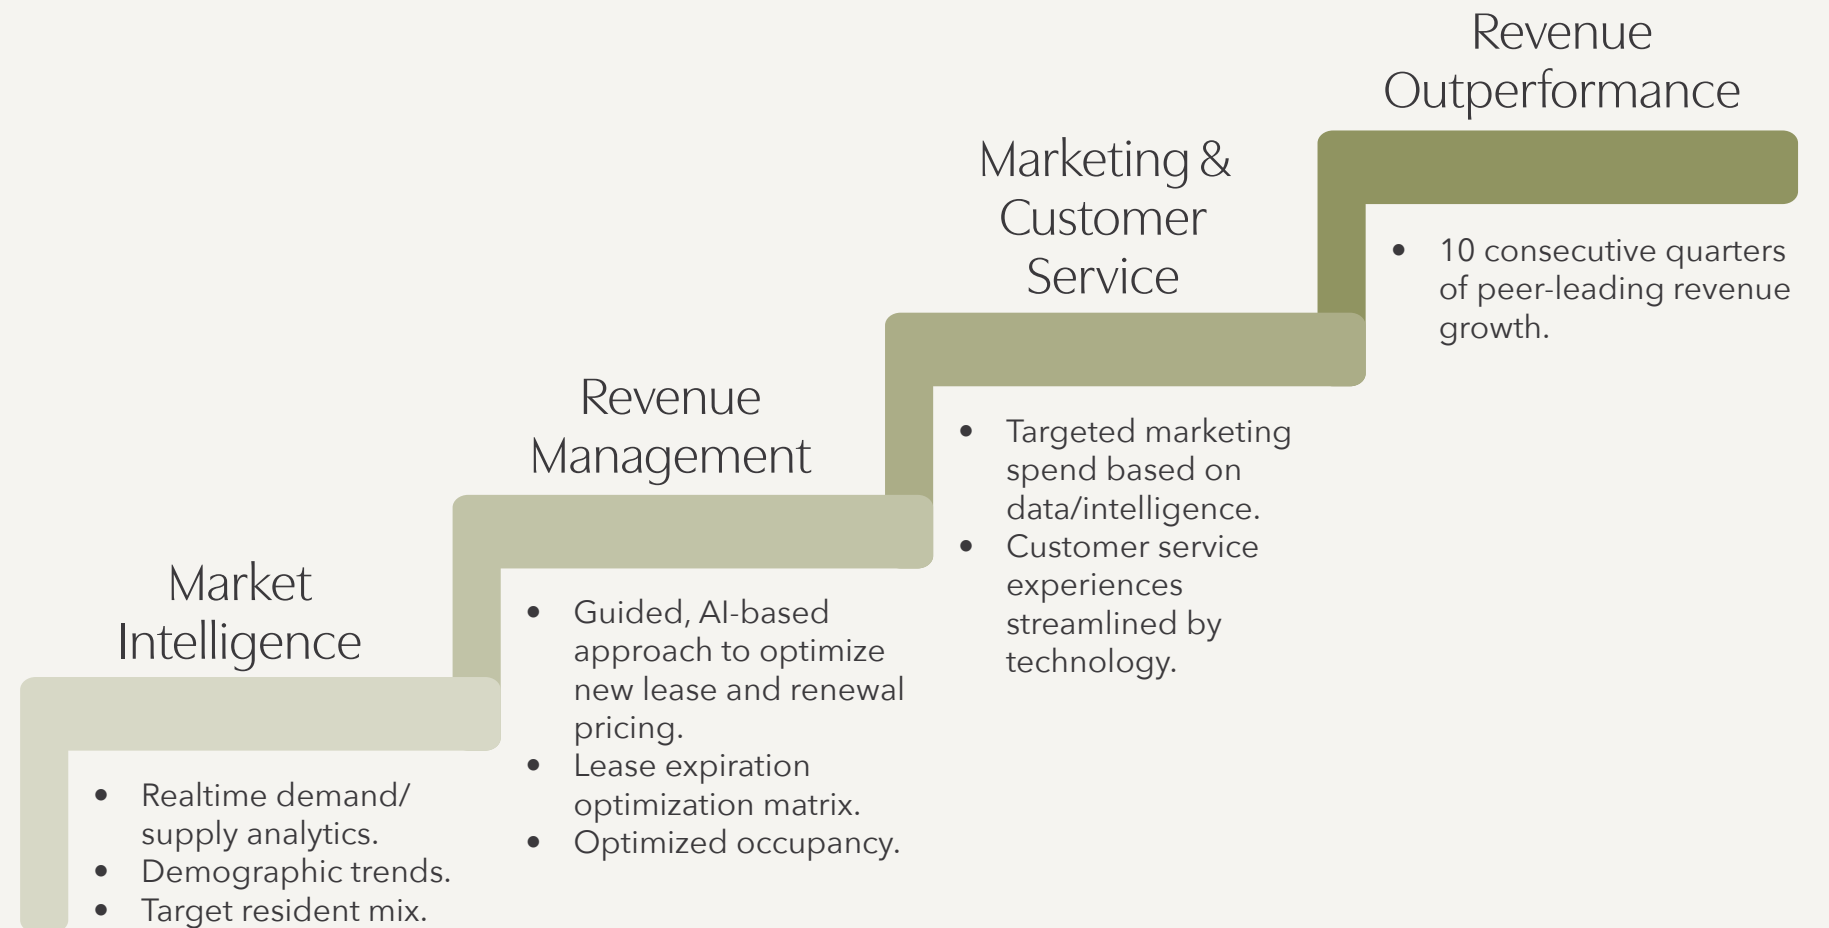 Market
Intelligence
• Realtime demand/
supply analytics.
• Demographic trends.
• Target resident mix.
Revenue
Management
• Guided, AI-based
approach to optimize
new lease and renewal
pricing.
• Lease expiration
optimization matrix.
• Optimized occupancy.
Marketing &
Customer
Service
• Targeted marketing
spend based on
data/intelligence.
• Customer service
experiences
streamlined by
technology.
Revenue
Outperformance
• 10 consecutive quarters
of peer-leading revenue
growth.